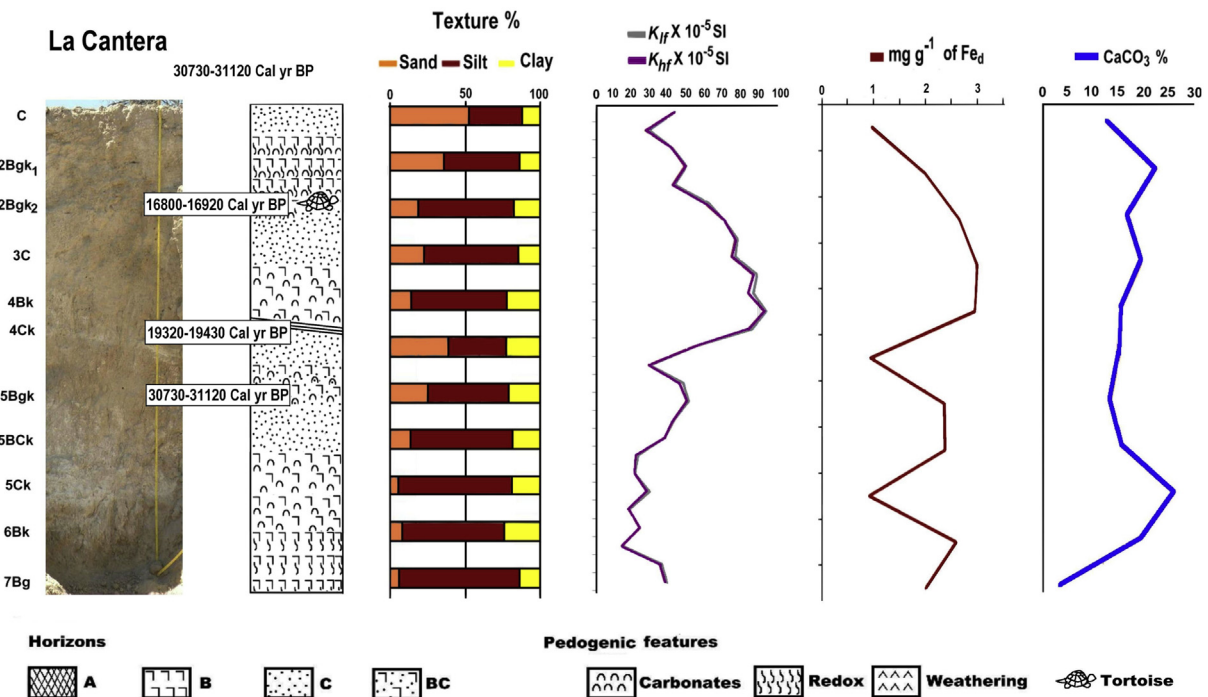 La Cantera
30730-31120 Cal yr BP
Texture %
Sand Silt Clay
0 50 100
Klf X 10-5 SI
Khf X 10-5 SI
0 10 20 30 40 50 60 70 80 90 100
mg g-1 of Fed
0 1 2 3
CaCO3 %
0 5 10 15 20 25 30
C
2Bgk1
2Bgk2
16800-16920 Cal yr BP
3C
4Bk
4Ck
19320-19430 Cal yr BP
5Bgk
30730-31120 Cal yr BP
5BCk
5Ck
6Bk
7Bg
Horizons
A B C BC
Pedogenic features
Carbonates Redox Weathering Tortoise